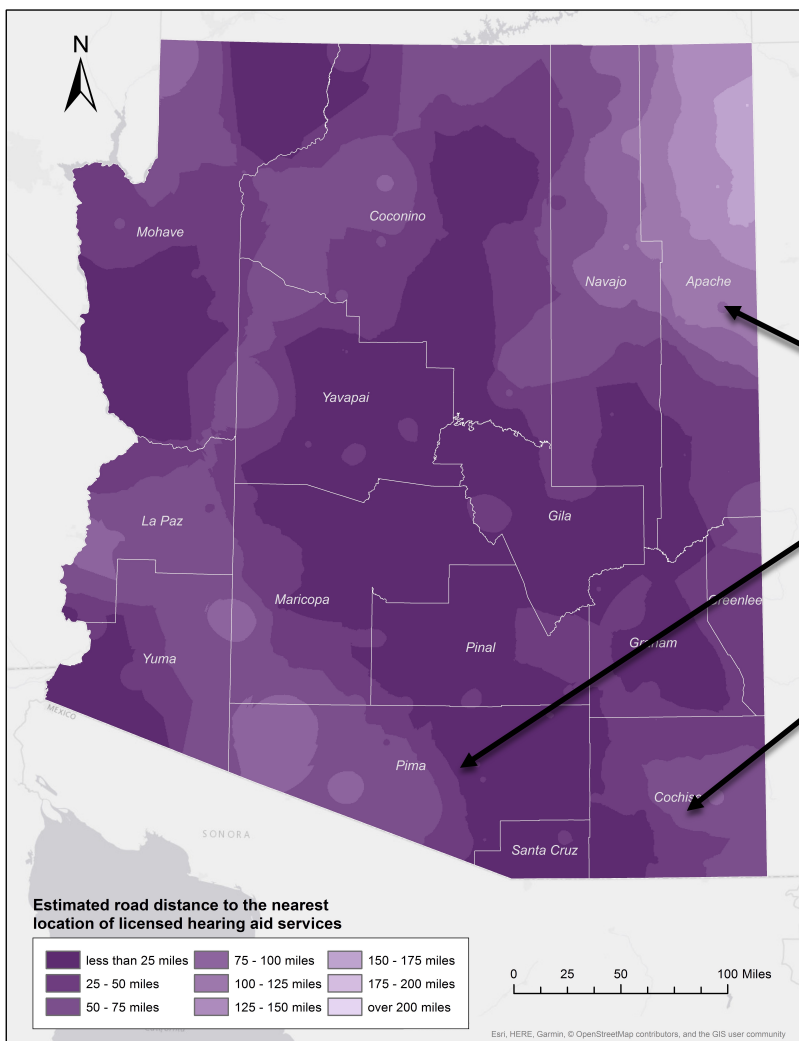 N
Mohave
Coconino
Navajo
Apache
Yavapai
La Paz
Gila
Maricopa
Greenlee
Yuma
Pinal
Graham
MEXICO
Pima
Cochise
SONORA
Santa Cruz
Estimated road distance to the nearest
location of licensed hearing aid services
less than 25 miles
25 - 50 miles
50 - 75 miles
75 - 100 miles
100 - 125 miles
125 - 150 miles
150 - 175 miles
175 - 200 miles
over 200 miles
0 25 50 100 Miles
Esri, HERE, Garmin, © OpenStreetMap contributors, and the GIS user community